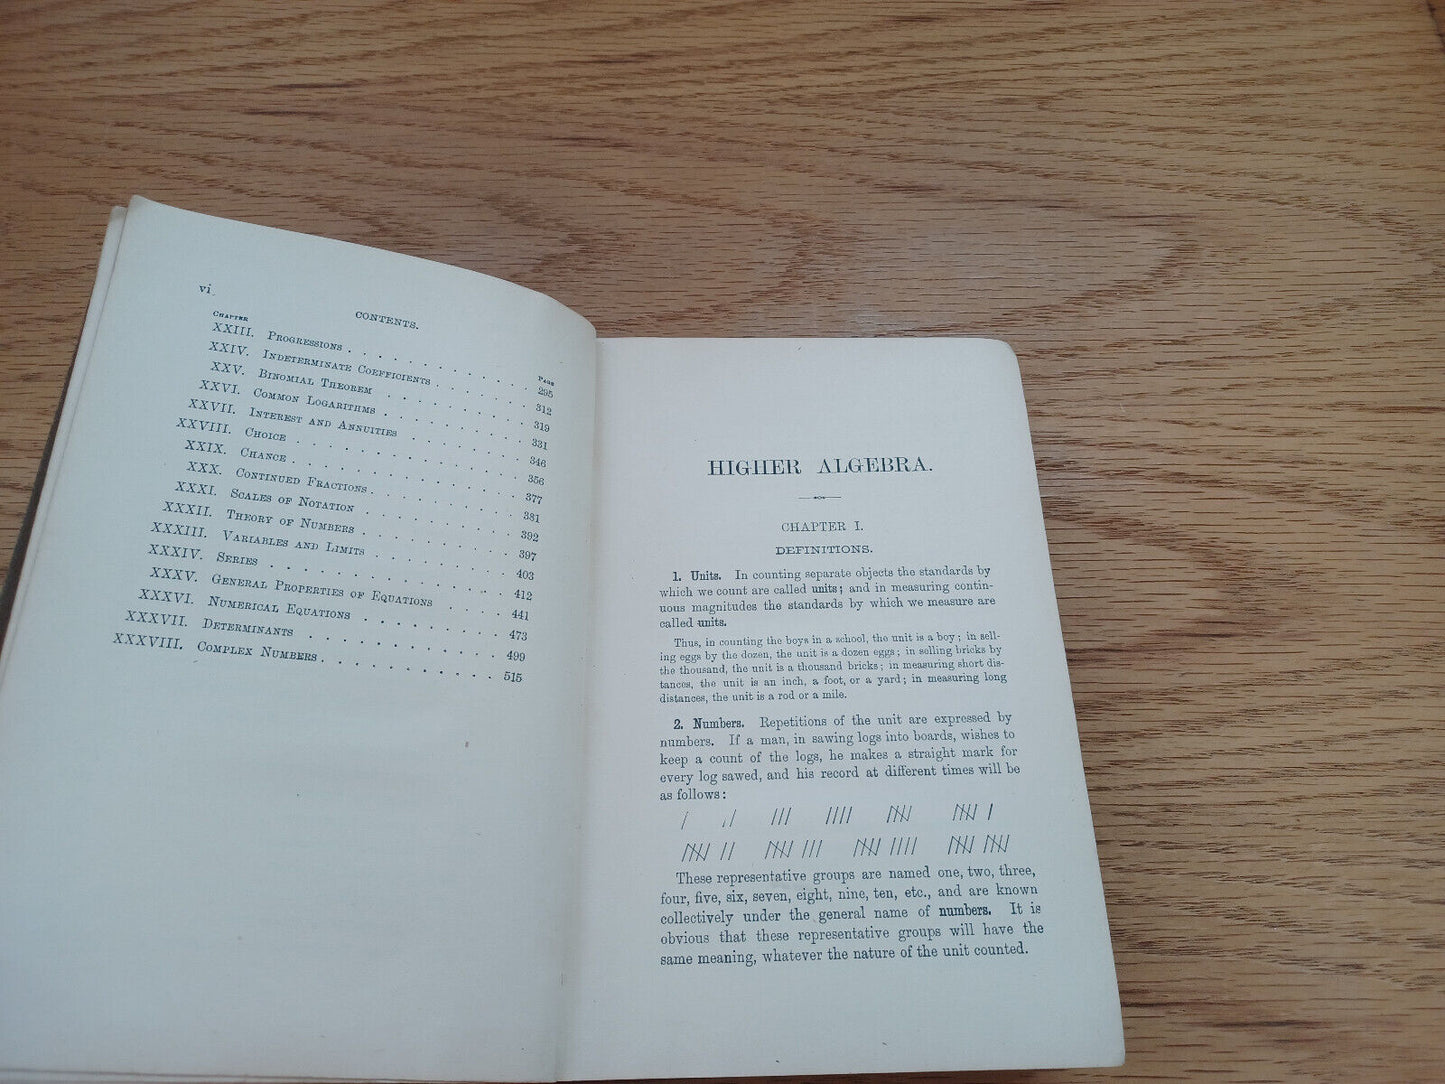 vi
CONTENTS.
CHAPTER PAGE
XXIII. PROGRESSIONS . . . . . . . . . . 295
XXIV. INDETERMINATE COEFFICIENTS . . . . . . 312
XXV. BINOMIAL THEOREM . . . . . . . . 319
XXVI. COMMON LOGARITHMS . . . . . . . . 331
XXVII. INTEREST AND ANNUITIES . . . . . . . 346
XXVIII. CHOICE . . . . . . . . . . . . 356
XXIX. CHANCE . . . . . . . . . . . . 377
XXX. CONTINUED FRACTIONS . . . . . . . . 381
XXXI. SCALES OF NOTATION . . . . . . . . 392
XXXII. THEORY OF NUMBERS . . . . . . . . 397
XXXIII. VARIABLES AND LIMITS . . . . . . . . 403
XXXIV. SERIES . . . . . . . . . . . . 412
XXXV. GENERAL PROPERTIES OF EQUATIONS . . . . 441
XXXVI. NUMERICAL EQUATIONS . . . . . . . . 473
XXXVII. DETERMINANTS . . . . . . . . . . 499
XXXVIII. COMPLEX NUMBERS . . . . . . . . . 515
HIGHER ALGEBRA.
CHAPTER I.
DEFINITIONS.
1. Units. In counting separate objects the standards by
which we count are called units; and in measuring contin-
uous magnitudes the standards by which we measure are
called units.
Thus, in counting the boys in a school, the unit is a boy; in sell-
ing eggs by the dozen, the unit is a dozen eggs; in selling bricks by
the thousand, the unit is a thousand bricks; in measuring short dis-
tances, the unit is an inch, a foot, or a yard; in measuring long
distances, the unit is a rod or a mile.
2. Numbers. Repetitions of the unit are expressed by
numbers. If a man, in sawing logs into boards, wishes to
keep a count of the logs, he makes a straight mark for
every log sawed, and his record at different times will be
as follows:
These representative groups are named one, two, three,
four, five, six, seven, eight, nine, ten, etc., and are known
collectively under the general name of numbers. It is
obvious that these representative groups will have the
same meaning, whatever the nature of the unit counted.